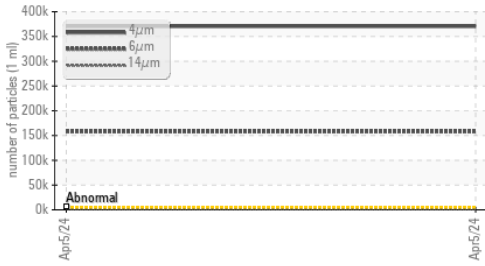 400k
350k
300k
250k
200k
150k
100k
50k
0k
number of particles (1 ml)
4μm
6μm
14μm
Abnormal
Apr5/24
Apr5/24